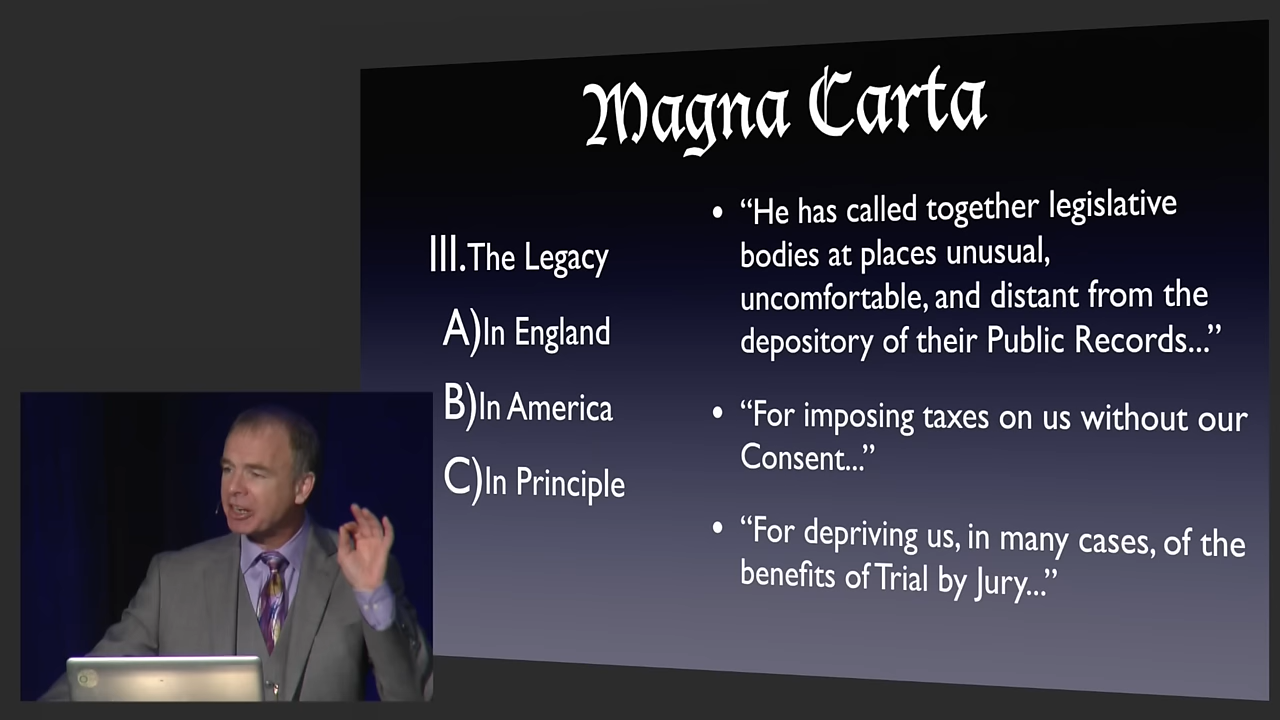 Magna Carta
III.The Legacy
A)In England
B)In America
C)In Principle
• “He has called together legislative
bodies at places unusual,
uncomfortable, and distant from the
depository of their Public Records...”
• “For imposing taxes on us without our
Consent...”
• “For depriving us, in many cases, of the
benefits of Trial by Jury...”